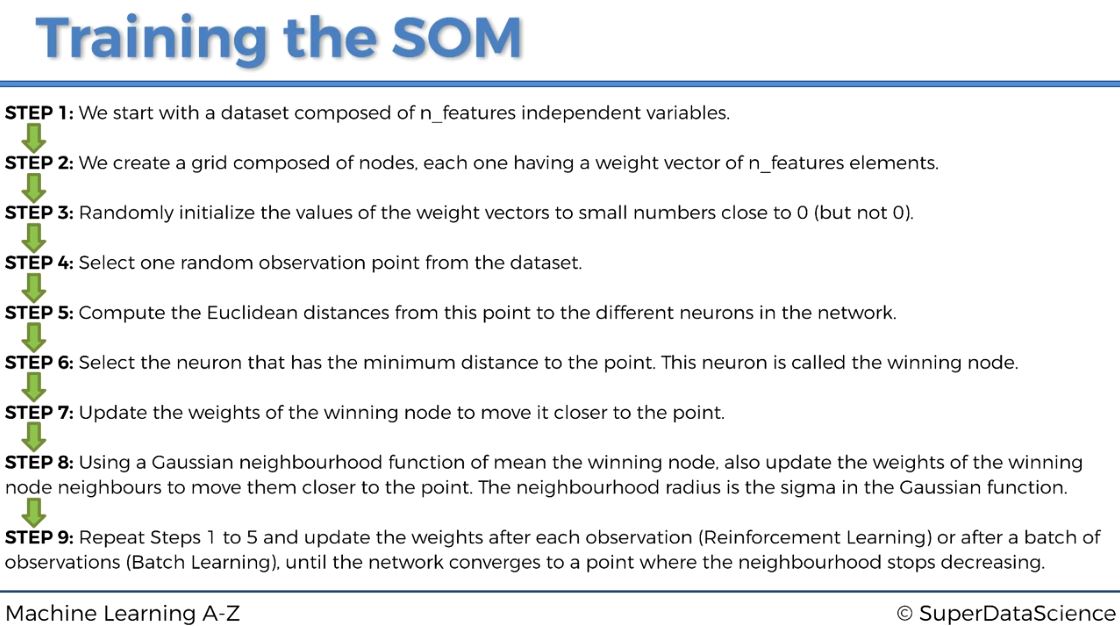 Training the SOM
STEP 1: We start with a dataset composed of n_features independent variables.
STEP 2: We create a grid composed of nodes, each one having a weight vector of n_features elements.
STEP 3: Randomly initialize the values of the weight vectors to small numbers close to 0 (but not 0).
STEP 4: Select one random observation point from the dataset.
STEP 5: Compute the Euclidean distances from this point to the different neurons in the network.
STEP 6: Select the neuron that has the minimum distance to the point. This neuron is called the winning node.
STEP 7: Update the weights of the winning node to move it closer to the point.
STEP 8: Using a Gaussian neighbourhood function of mean the winning node, also update the weights of the winning
node neighbours to move them closer to the point. The neighbourhood radius is the sigma in the Gaussian function.
STEP 9: Repeat Steps 1 to 5 and update the weights after each observation (Reinforcement Learning) or after a batch of
observations (Batch Learning), until the network converges to a point where the neighbourhood stops decreasing.
Machine Learning A-Z
© SuperDataScience